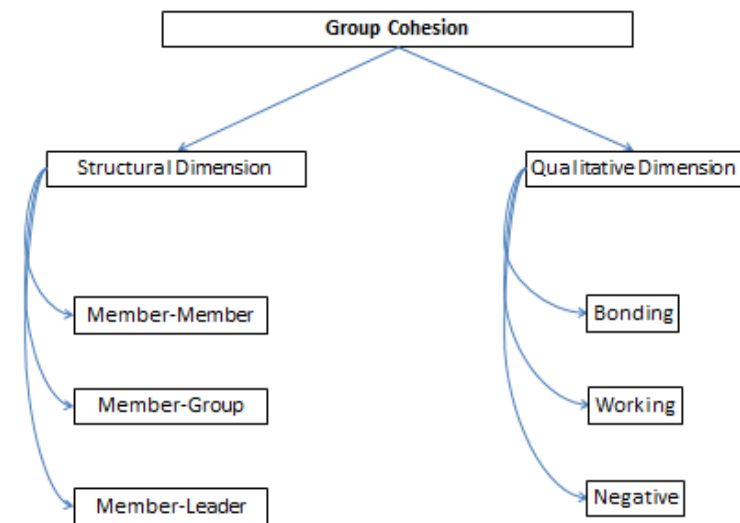 Group Cohesion
Structural Dimension
Qualitative Dimension
Member-Member
Bonding
Member-Group
Working
Member-Leader
Negative